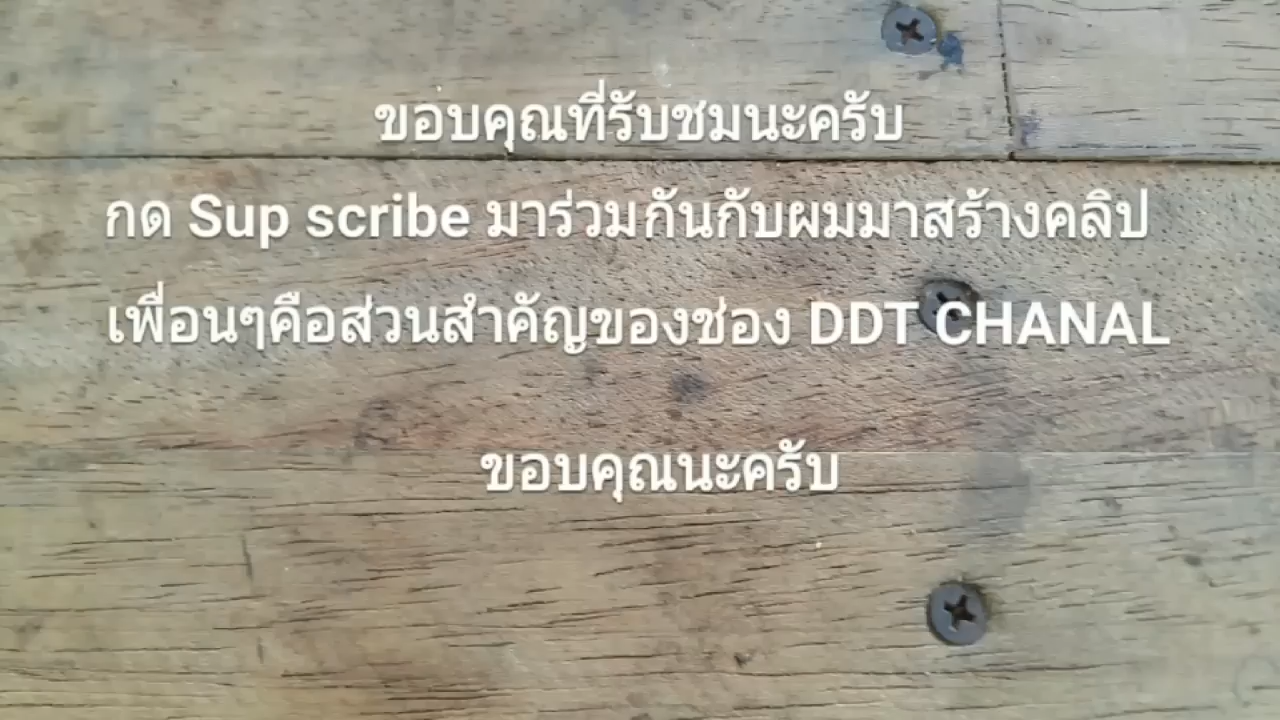 ขอบคุณที่รับชมนะครับ
กด Sup scribe มาร่วมกันกับผมมาสร้างคลิป
เพื่อนๆคือส่วนสำคัญของช่อง DDT CHANAL
ขอบคุณนะครับ